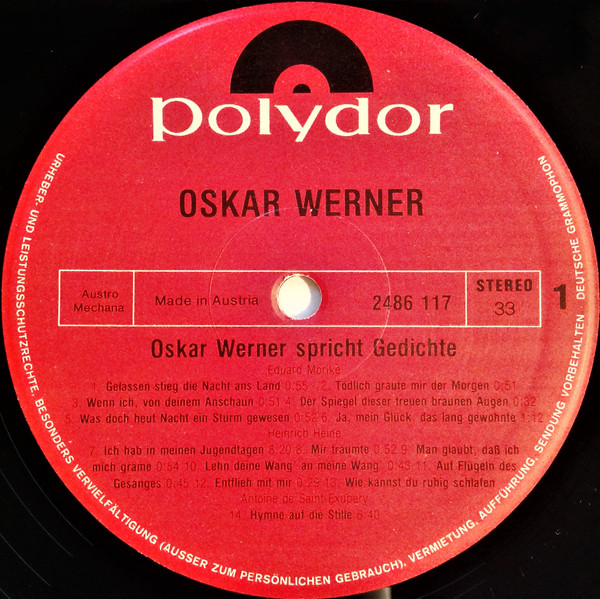 polydor
OSKAR WERNER
Austro
Mechana
Made in Austria
2486 117
STEREO
33
1
Oskar Werner spricht Gedichte
Eduard Mörike
1. Gelassen stieg die Nacht ans Land 0:55 2. Tödlich graute mir der Morgen 0:51
3. Wenn ich, von deinem Anschaun 0:51 4. Der Spiegel dieser treuen braunen Augen 0:32
5. Was doch heut Nacht ein Sturm gewesen 0:52 6. Ja, mein Glück, das lang gewohnte 1:12
Heinrich Heine
7. Ich hab in meinen Jugendtagen 8:20 8. Mir träumte 0:52 9. Man glaubt, daß ich
mich gräme 0:54 10. Lehn deine Wang' an meine Wang' 0:43 11. Auf Flügeln des
Gesanges 0:45 12. Entflieh mit mir 0:29 13. Wie kannst du ruhig schlafen
Antoine de Saint Exupéry
14. Hymne auf die Stille 6:40
URHEBER- UND LEISTUNGSSCHUTZRECHTE, BESONDERS VERVIELFÄLTIGUNG (AUSSER ZUM PERSÖNLICHEN GEBRAUCH), VERMIETUNG, AUFFÜHRUNG, SENDUNG VORBEHALTEN DEUTSCHE GRAMMOPHON